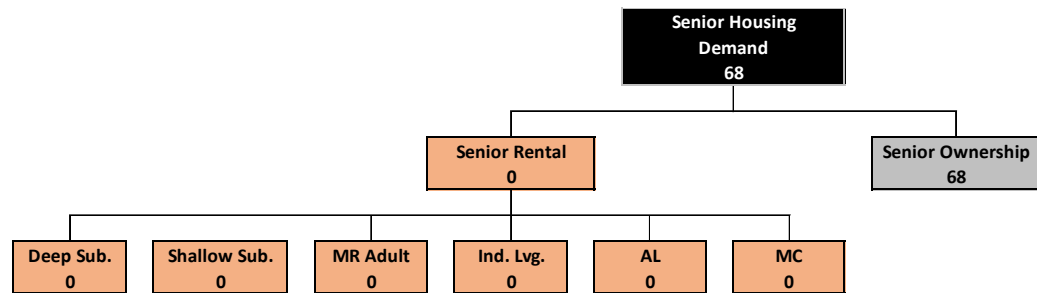 Senior Housing
Demand
68
Senior Rental
0
Senior Ownership
68
Deep Sub.
0
Shallow Sub.
0
MR Adult
0
Ind. Lvg.
0
AL
0
MC
0